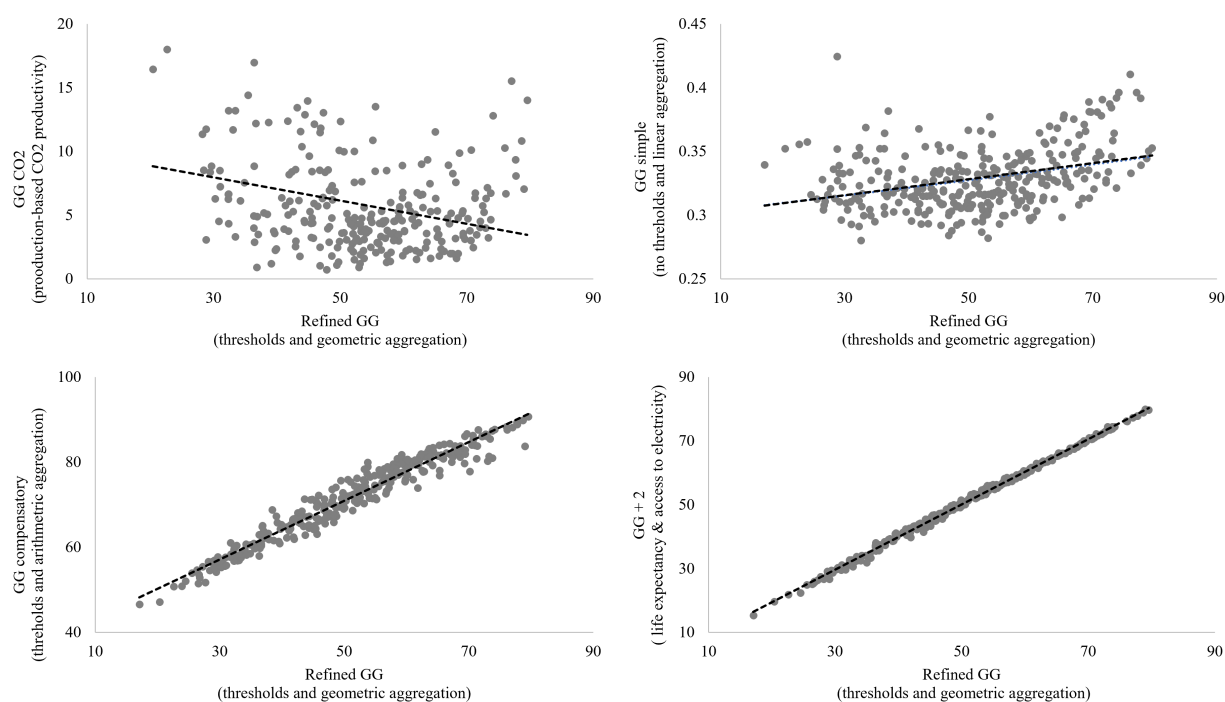 20
15
10
5
0
GG CO2
(prooduction-based CO2 productivity)
10 30 50 70 90
Refined GG
(thresholds and geometric aggregation)
0.45
0.4
0.35
0.3
0.25
GG simple
(no threholds and linear aggregation)
10 30 50 70 90
Refined GG
(thresholds and geometric aggregation)
100
80
60
40
GG compensatory
(threholds and arithmetric aggregation)
10 30 50 70 90
Refined GG
(thresholds and geometric aggregation)
90
70
50
30
10
GG + 2
( life expectancy & access to electricity)
10 30 50 70 90
Refined GG
(thresholds and geometric aggregation)